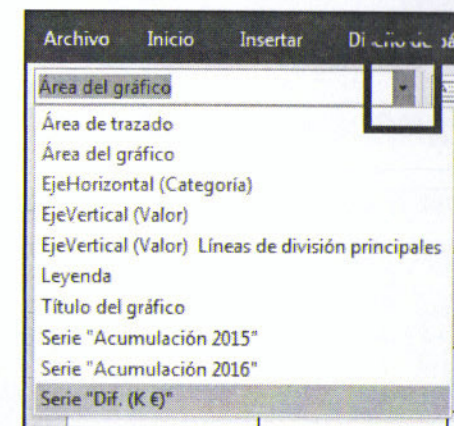 Archivo Inicio Insertar
Área del gráfico
Área de trazado
Área del gráfico
EjeHorizontal (Categoría)
EjeVertical (Valor)
EjeVertical (Valor) Líneas de división principales
Leyenda
Título del gráfico
Serie "Acumulación 2015"
Serie "Acumulación 2016"
Serie "Dif. (K €)"